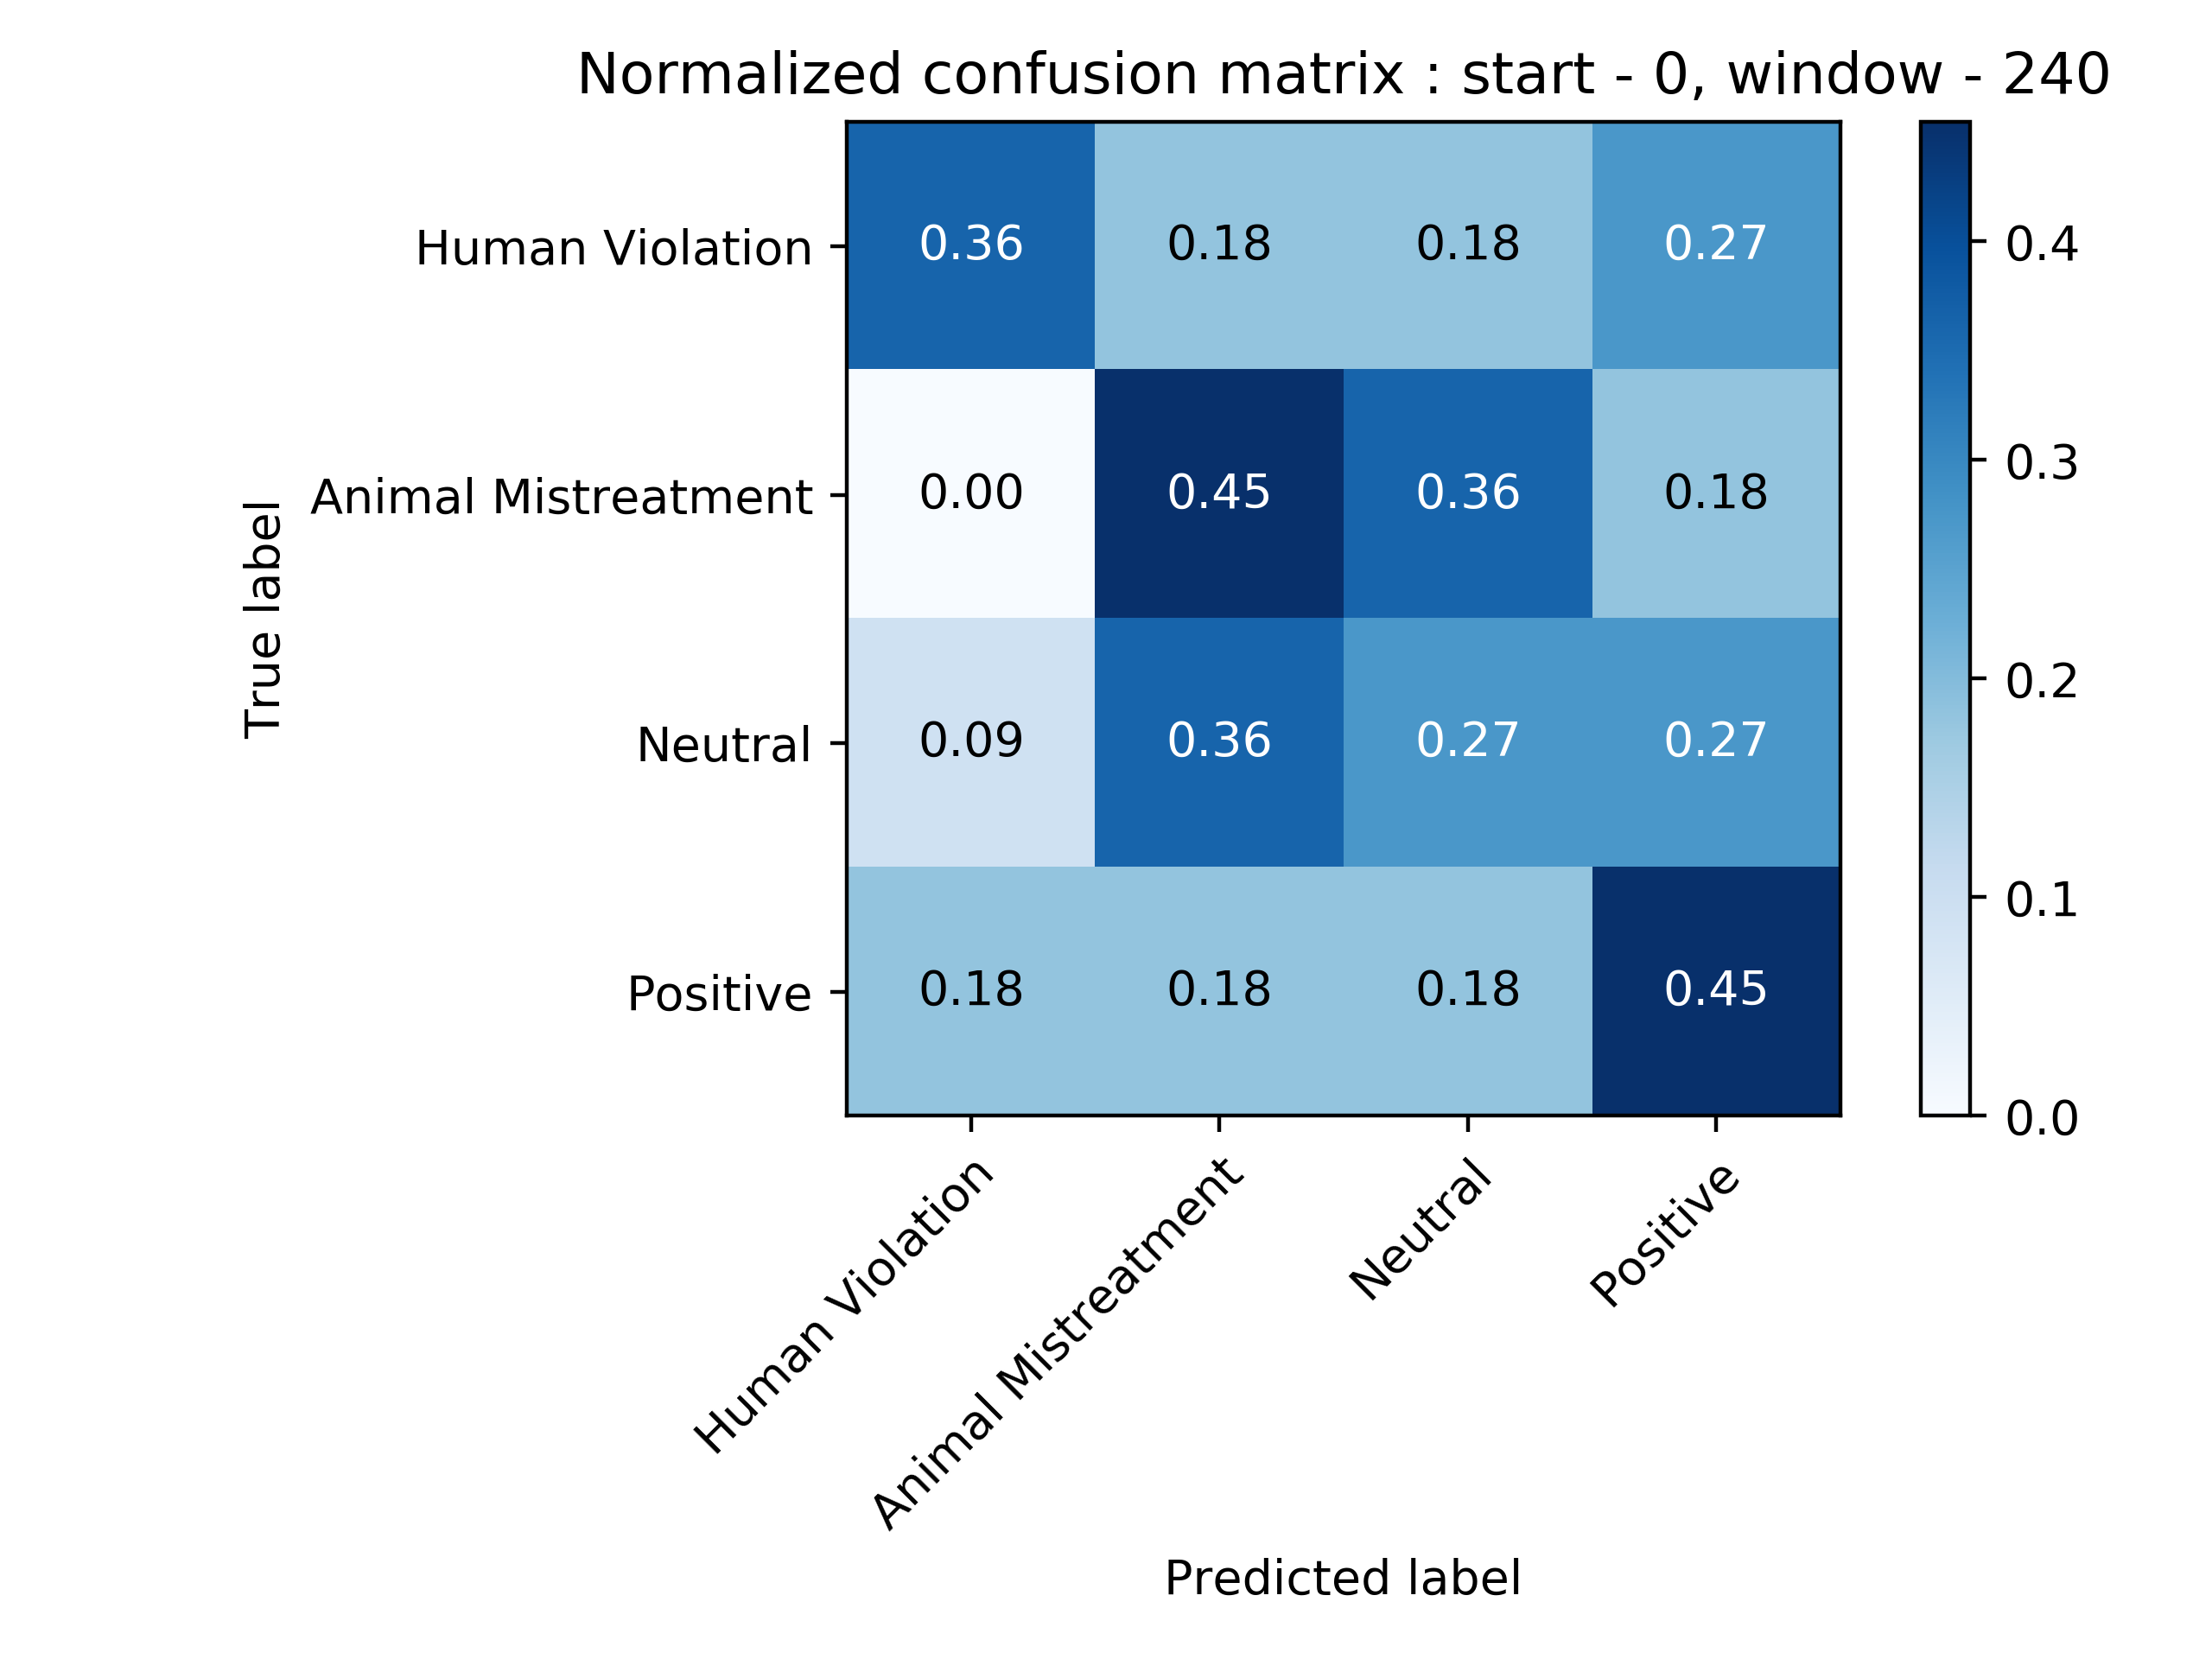 Normalized confusion matrix : start - 0, window - 240
True label
Human Violation
Animal Mistreatment
Neutral
Positive
0.36 0.18 0.18 0.27
0.00 0.45 0.36 0.18
0.09 0.36 0.27 0.27
0.18 0.18 0.18 0.45
0.4
0.3
0.2
0.1
0.0
Human Violation
Animal Mistreatment
Neutral
Positive
Predicted label